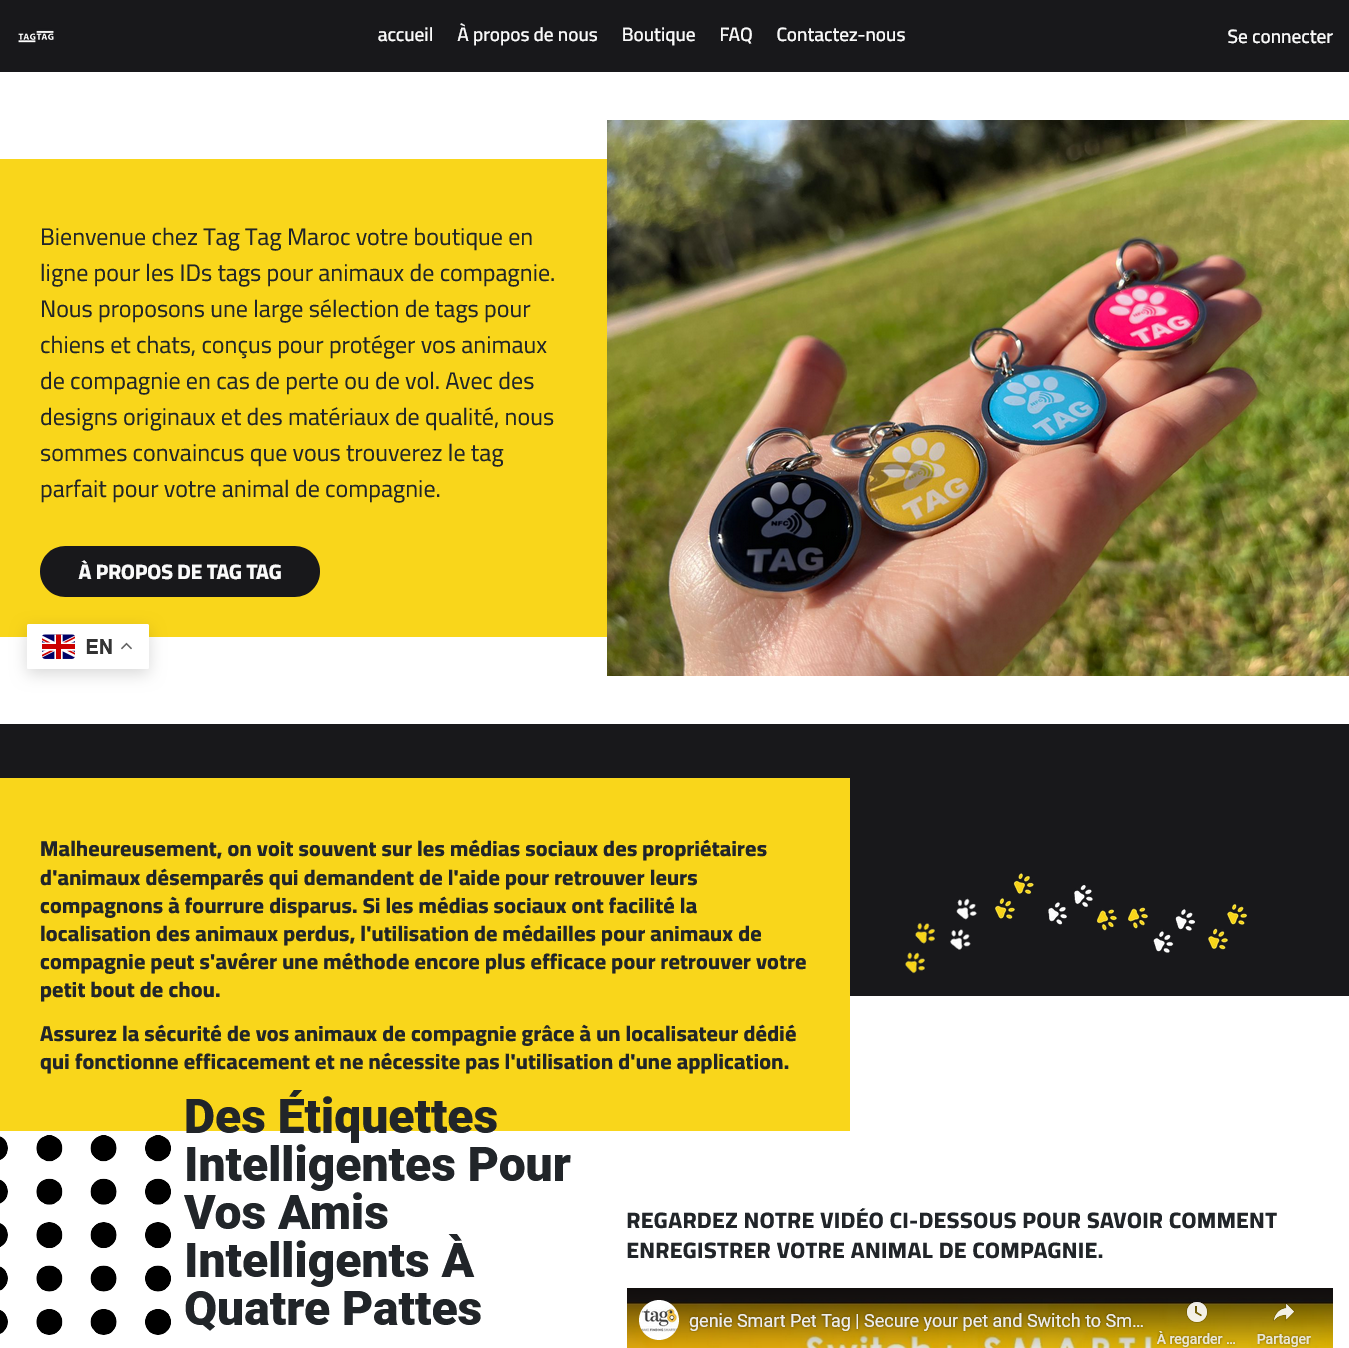 TAGTAG
accueil À propos de nous Boutique FAQ Contactez-nous
Se connecter
Bienvenue chez Tag Tag Maroc votre boutique en
ligne pour les IDs tags pour animaux de compagnie.
Nous proposons une large sélection de tags pour
chiens et chats, conçus pour protéger vos animaux
de compagnie en cas de perte ou de vol. Avec des
designs originaux et des matériaux de qualité, nous
sommes convaincus que vous trouverez le tag
parfait pour votre animal de compagnie.
À PROPOS DE TAG TAG
EN
NFC
TAG
TAG
TAG
TAG
Malheureusement, on voit souvent sur les médias sociaux des propriétaires
d'animaux désemparés qui demandent de l'aide pour retrouver leurs
compagnons à fourrure disparus. Si les médias sociaux ont facilité la
localisation des animaux perdus, l'utilisation de médailles pour animaux de
compagnie peut s'avérer une méthode encore plus efficace pour retrouver votre
petit bout de chou.
Assurez la sécurité de vos animaux de compagnie grâce à un localisateur dédié
qui fonctionne efficacement et ne nécessite pas l'utilisation d'une application.
Des Étiquettes
Intelligentes Pour
Vos Amis
Intelligents À
Quatre Pattes
REGARDEZ NOTRE VIDÉO CI-DESSOUS POUR SAVOIR COMMENT
ENREGISTRER VOTRE ANIMAL DE COMPAGNIE.
tag
genie Smart Pet Tag | Secure your pet and Switch to Sm...
À regarder ...
Partager